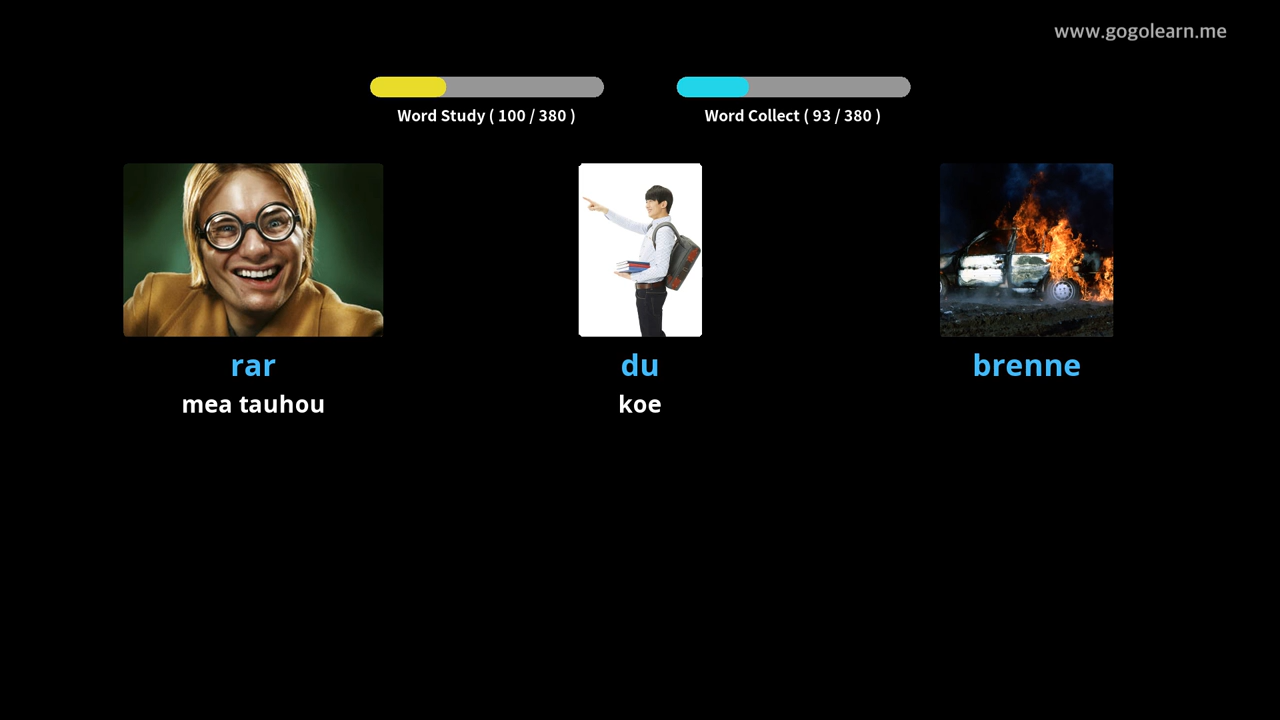 www.gogolearn.me
Word Study ( 100 / 380 )
Word Collect ( 93 / 380 )
rar
du
brenne
mea tauhou
koe